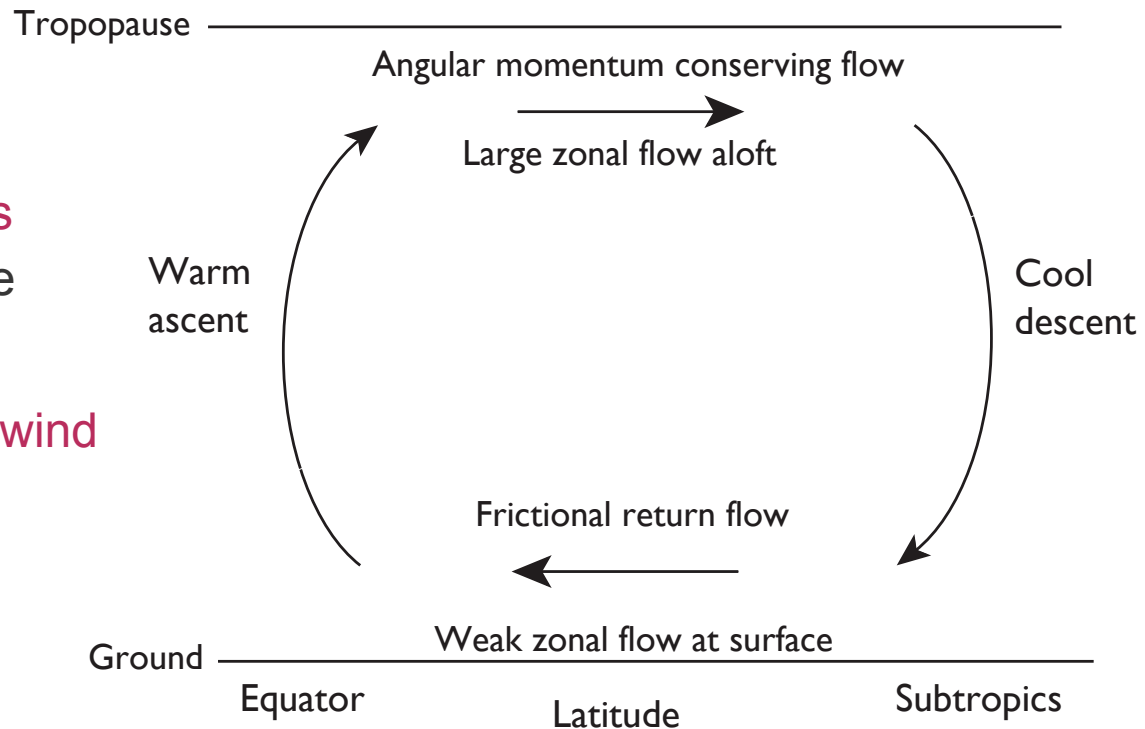 Tropopause
Angular momentum conserving flow
Large zonal flow aloft
s
e
wind
Warm
ascent
Cool
descent
Frictional return flow
Weak zonal flow at surface
Ground
Equator
Latitude
Subtropics